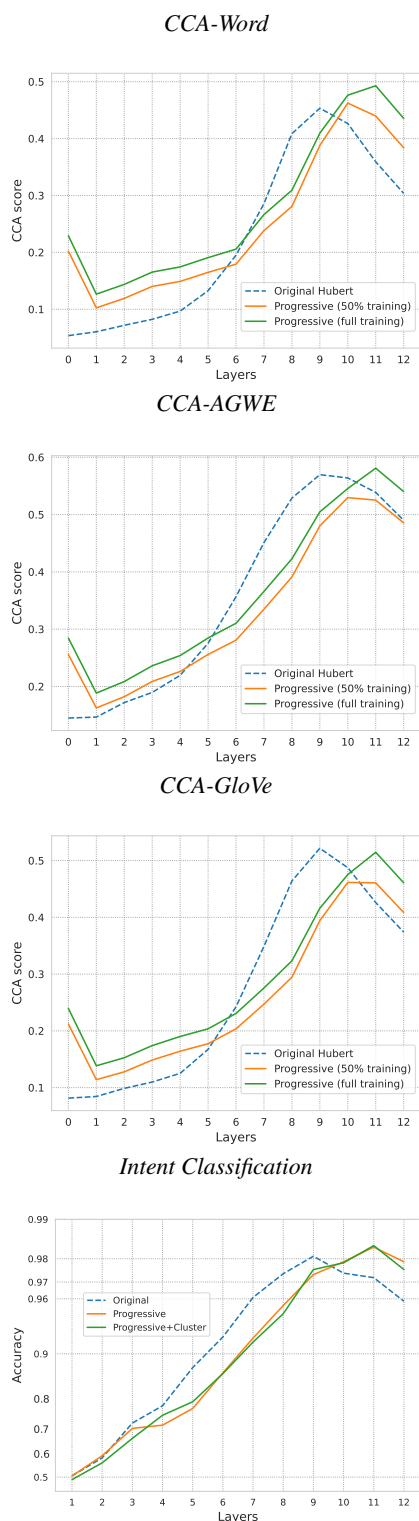 CCA-Word
0.5
0.4
0.3
0.2
0.1
CCA score
Original Hubert
Progressive (50% training)
Progressive (full training)
0 1 2 3 4 5 6 7 8 9 10 11 12
Layers
CCA-AGWE
0.6
0.5
0.4
0.3
0.2
CCA score
Original Hubert
Progressive (50% training)
Progressive (full training)
0 1 2 3 4 5 6 7 8 9 10 11 12
Layers
CCA-GloVe
0.5
0.4
0.3
0.2
0.1
CCA score
Original Hubert
Progressive (50% training)
Progressive (full training)
0 1 2 3 4 5 6 7 8 9 10 11 12
Layers
Intent Classification
0.99
0.98
0.97
0.96
0.9
0.8
0.7
0.6
0.5
Accuracy
Original
Progressive
Progressive+Cluster
1 2 3 4 5 6 7 8 9 10 11 12
Layers